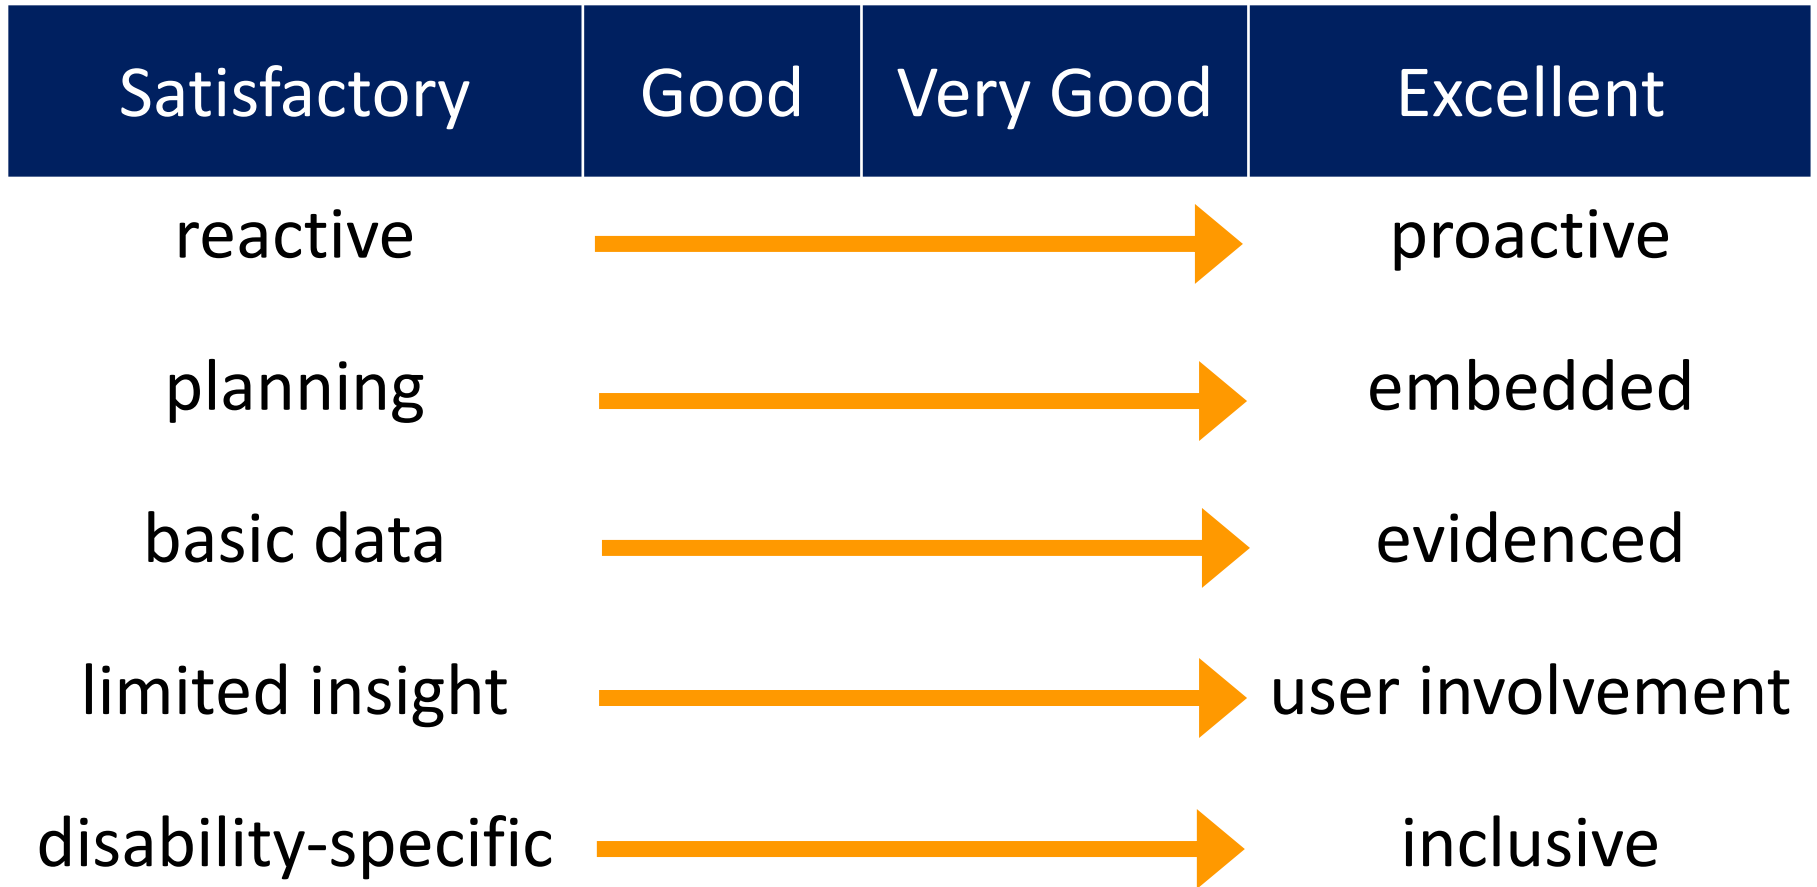 Satisfactory Good Very Good Excellent
reactive proactive
planning embedded
basic data evidenced
limited insight user involvement
disability-specific inclusive